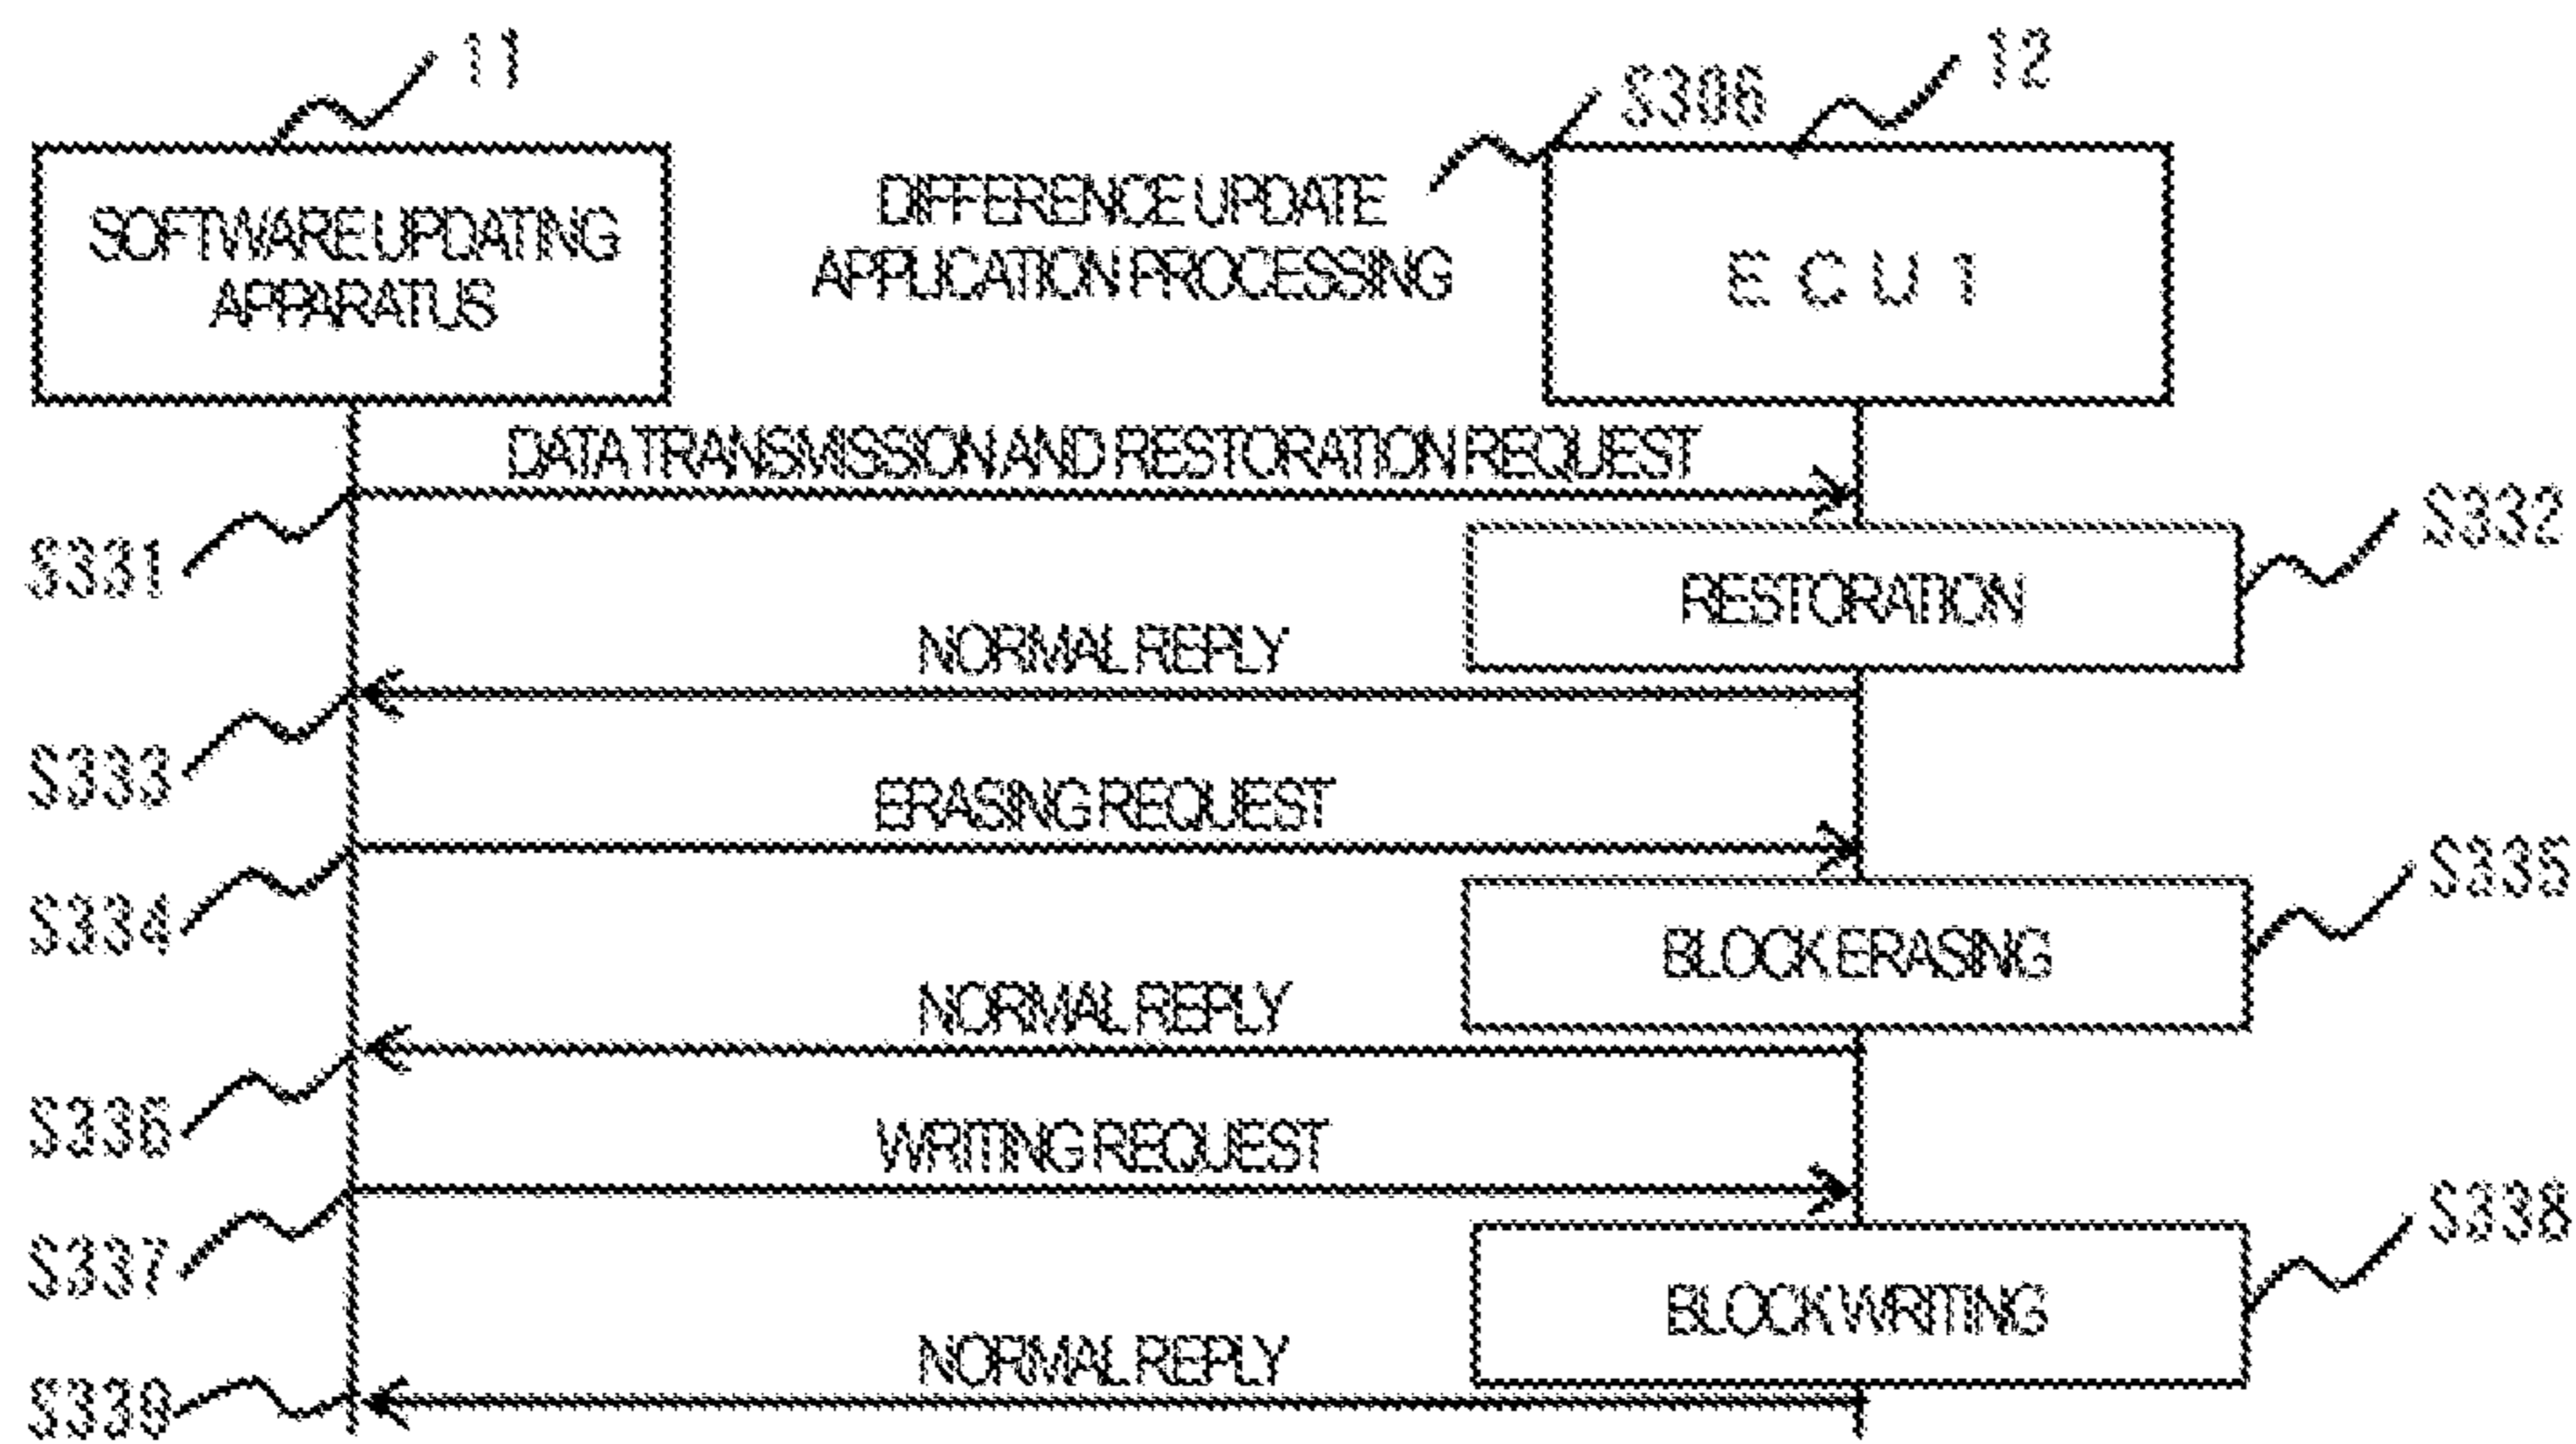 11
S306
12
SOFTWARE UPDATING
APPARATUS
DIFFERENCE UPDATE
APPLICATION PROCESSING
ECU1
DATA TRANSMISSION AND RESTORATION REQUEST
S331
S332
RESTORATION
NORMAL REPLY
S333
ERASING REQUEST
S334
S335
BLOCK ERASING
NORMAL REPLY
S336
WRITING REQUEST
S337
S338
BLOCK WRITING
NORMAL REPLY
S339